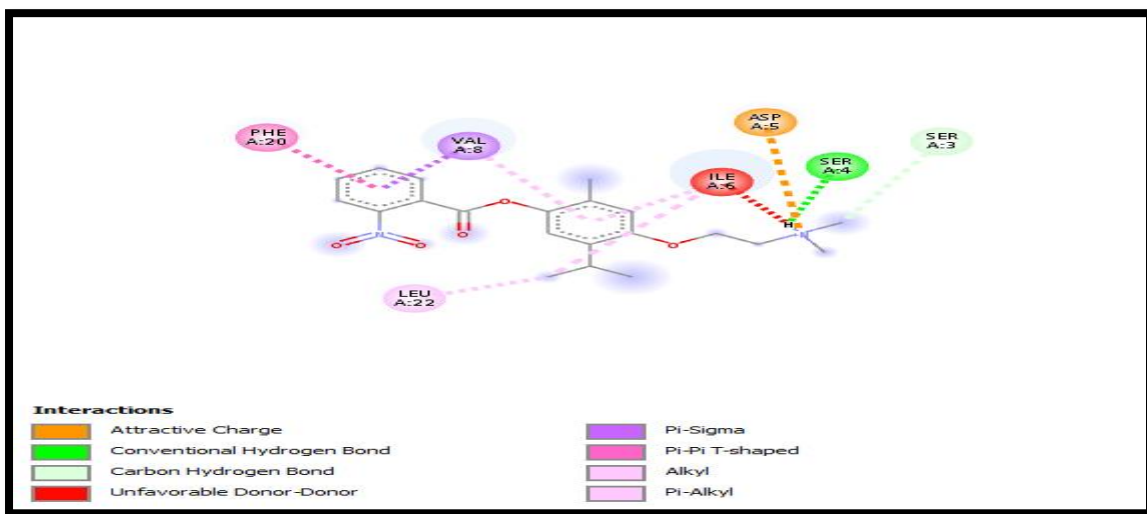 PHE
A:20
VAL
A:8
ASP
A:5
SER
A:4
SER
A:3
ILE
A:6
H
N
O
O
O
N
O
O
LEU
A:22
Interactions
Attractive Charge
Conventional Hydrogen Bond
Carbon Hydrogen Bond
Unfavorable Donor-Donor
Pi-Sigma
Pi-Pi T-shaped
Alkyl
Pi-Alkyl